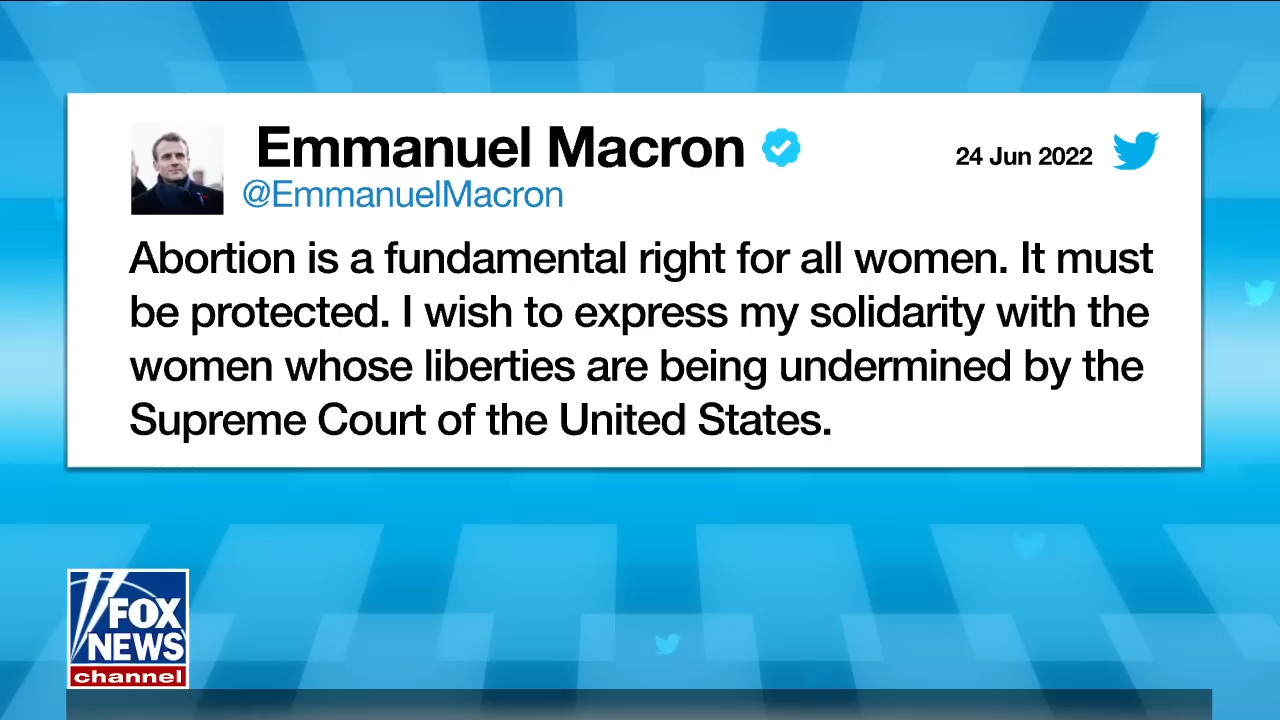 Emmanuel Macron
24 Jun 2022
@EmmanuelMacron
Abortion is a fundamental right for all women. It must
be protected. I wish to express my solidarity with the
women whose liberties are being undermined by the
Supreme Court of the United States.
FOX
NEWS
channel